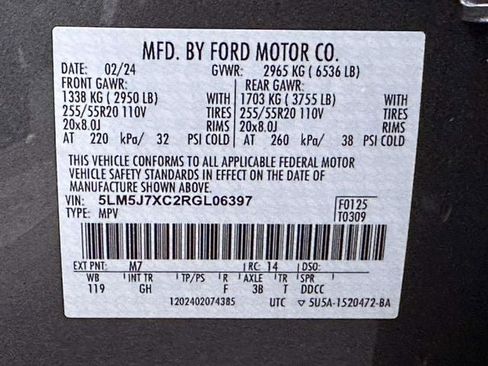 MFD. BY FORD MOTOR CO.
DATE: 02/24 GVWR: 2965 KG ( 6536 LB)
FRONT GAWR: REAR GAWR:
1338 KG ( 2950 LB) WITH 1703 KG ( 3755 LB) WITH
255/55R20 110V TIRES 255/55R20 110V TIRES
20x8.0J RIMS 20x8.0J RIMS
AT 220 kPa/ 32 PSI COLD AT 260 kPa/ 38 PSI COLD
THIS VEHICLE CONFORMS TO ALL APPLICABLE FEDERAL MOTOR
VEHICLE SAFETY STANDARDS IN EFFECT ON THE DATE OF
MANUFACTURE SHOWN ABOVE.
VIN: 5LM5J7XC2RGL06397 F0125
TYPE: MPV T0309
EXT PNT: M7 RC: 14 DSO:
WB INT TR TP/PS R AXLE TR SPR
119 GH F 3B T DDCC
1202402074385 UTC ▽ 5U5A-1520472-BA